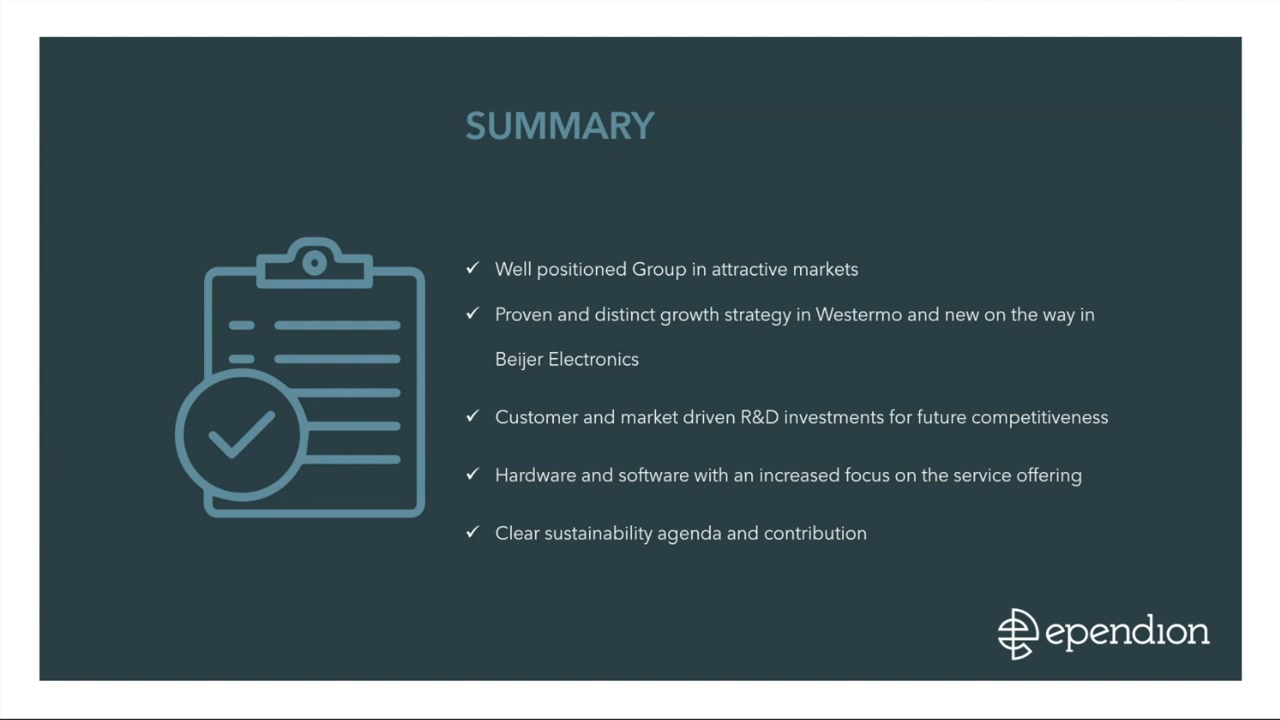 SUMMARY
✓ Well positioned Group in attractive markets
✓ Proven and distinct growth strategy in Westermo and new on the way in
Beijer Electronics
✓ Customer and market driven R&D investments for future competitiveness
✓ Hardware and software with an increased focus on the service offering
✓ Clear sustainability agenda and contribution
ependion